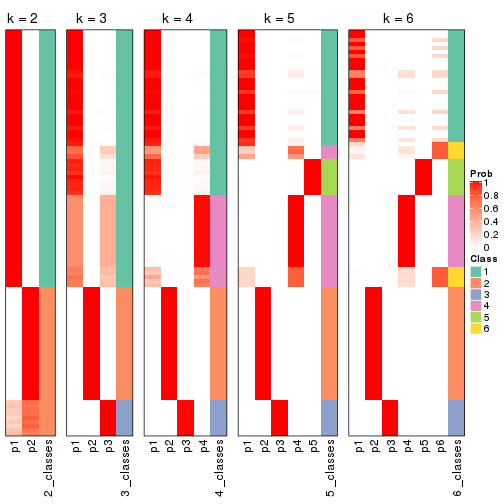 k = 2
k = 3
k = 4
k = 5
k = 6
Prob
1
0.8
0.6
0.4
0.2
0
Class
1
2
3
4
5
6
p1
p2
2_classes
p1
p2
p3
3_classes
p1
p2
p3
p4
4_classes
p1
p2
p3
p4
p5
5_classes
p1
p2
p3
p4
p5
p6
6_classes